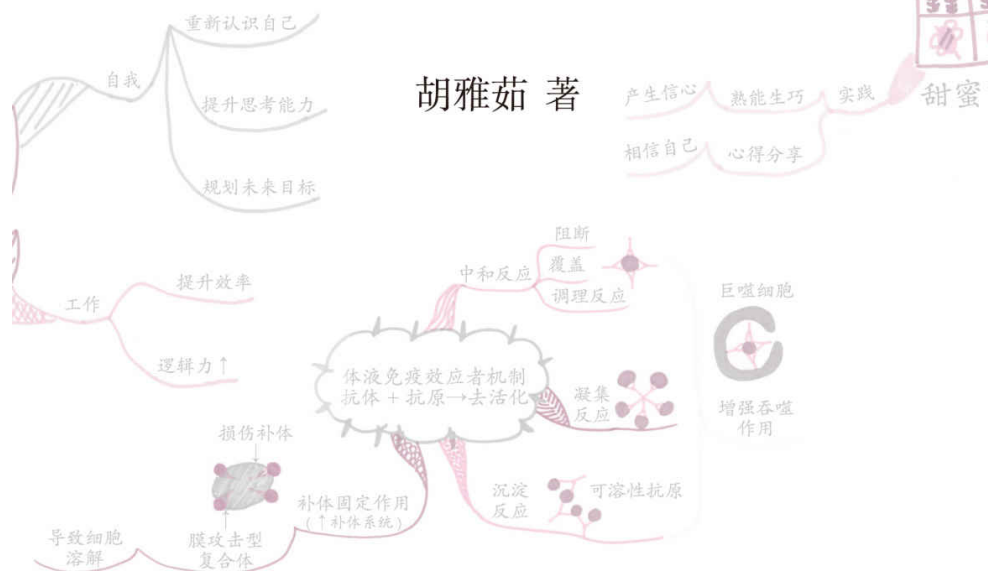 重新认识自己
自我
提升思考能力
规划未来目标
胡雅茹 著
产生信心
熟能生巧
实践
甜蜜
相信自己
心得分享
工作
提升效率
逻辑力↑
阻断
中和反应
覆盖
调理反应
巨噬细胞
体液免疫效应者机制
抗体+抗原→去活化
凝集
反应
增强吞噬
作用
损伤补体
沉淀
反应
可溶性抗原
补体固定作用
(↑补体系统)
膜攻击型
复合体
导致细胞
溶解